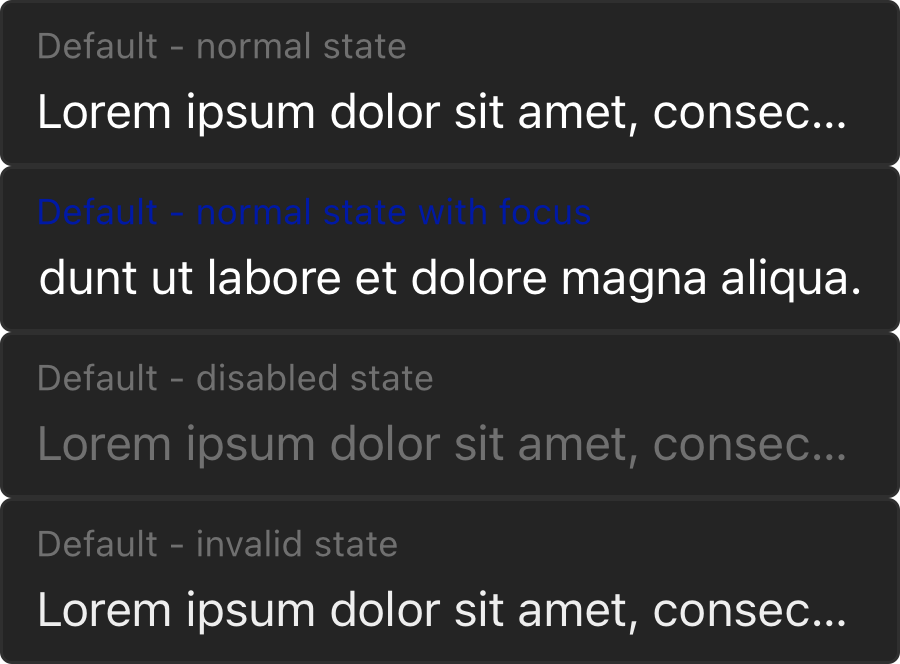 Default - normal state
Lorem ipsum dolor sit amet, consec...
Default - normal state with focus
dunt ut labore et dolore magna aliqua.
Default - disabled state
Lorem ipsum dolor sit amet, consec...
Default - invalid state
Lorem ipsum dolor sit amet, consec...